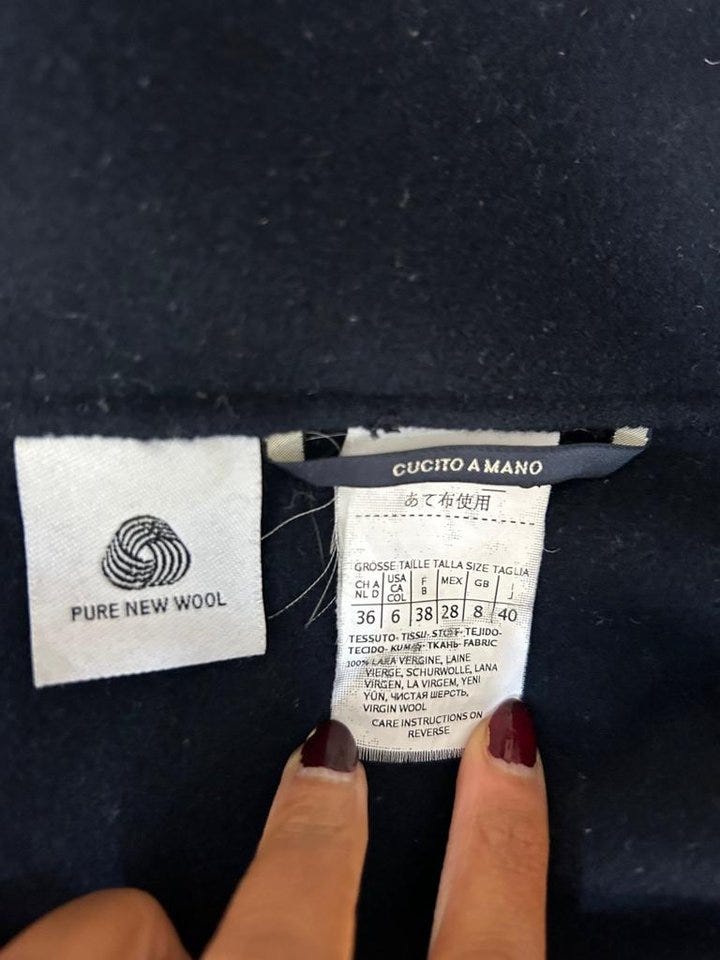 PURE NEW WOOL
CUCITO A MANO
あて布使用
GRÖSSE TAILLE TALLA SIZE TAGLIA
CH A NL D USA CA COL F B MEX GB I J
36 6 38 28 8 40
TESSUTO- TISSU- STOFF- TEJIDO-
TECIDO- KUMAŞ- ТКАНЬ- FABRIC
100% LANA VERGINE, LAINE
VIERGE, SCHURWOLLE, LANA
VIRGEN, LA VIRGEM, YENI
YÜN, ЧИСТАЯ ШЕРСТЬ,
VIRGIN WOOL
CARE INSTRUCTIONS ON
REVERSE